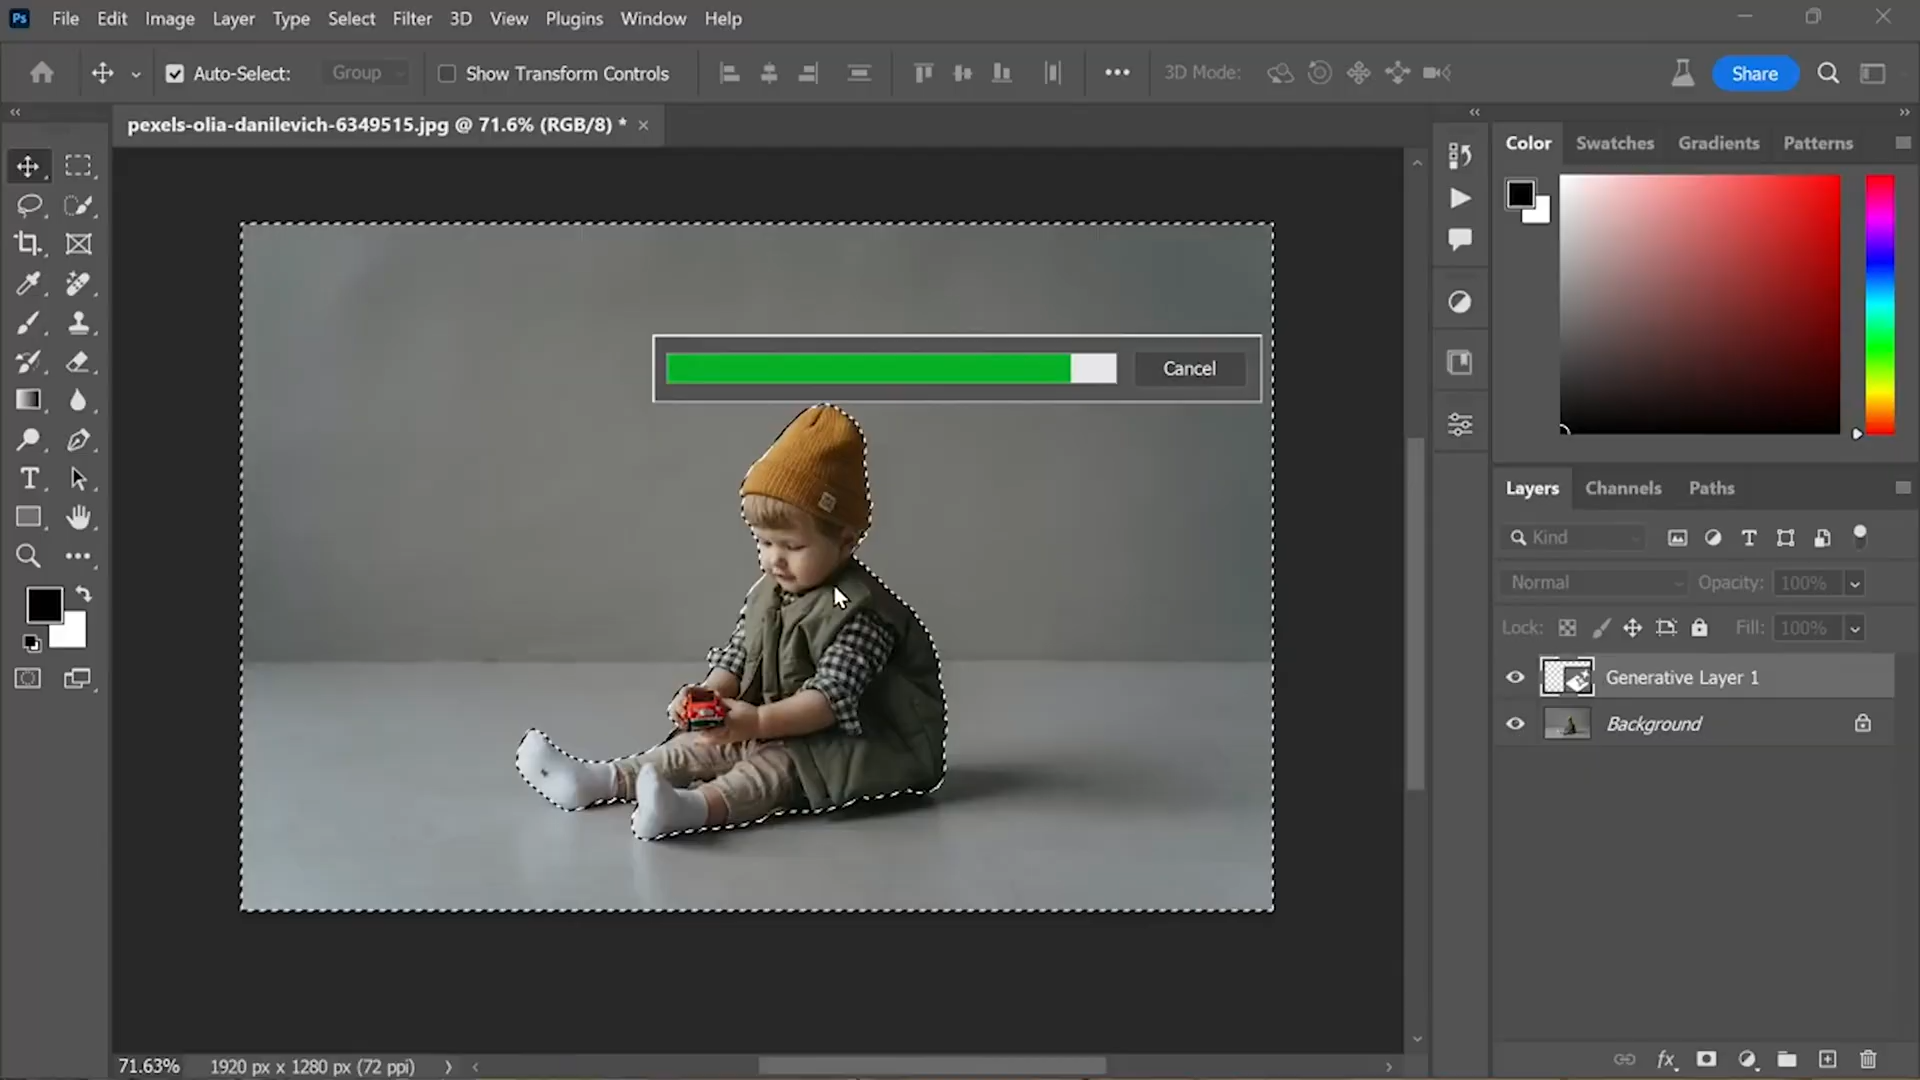 Ps File Edit Image Layer Type Select Filter 3D View Plugins Window Help
Auto-Select: Group Show Transform Controls 3D Mode: Share
pexels-olia-danilevich-6349515.jpg @ 71.6% (RGB/8) * ×
Color Swatches Gradients Patterns
Cancel
Layers Channels Paths
Kind
Normal Opacity: 100%
Lock: Fill: 100%
Generative Layer 1
Background
71.63% 1920 px x 1280 px (72 ppi)